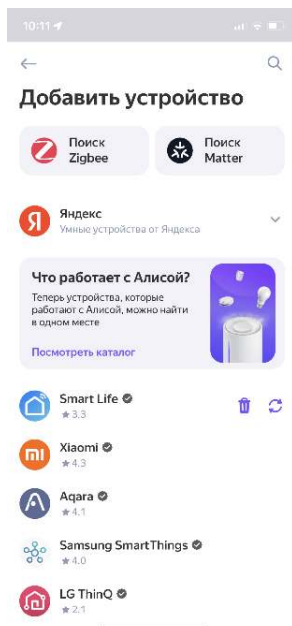 10:11
Добавить устройство
Поиск
Zigbee
Поиск
Matter
Я
Яндекс
Умные устройства от Яндекса
Что работает с Алисой?
Теперь устройства, которые
работают с Алисой, можно найти
в одном месте
Посмотреть каталог
Smart Life
★ 3.3
mi
Xiaomi
★ 4.3
Aqara
★ 4.1
Samsung SmartThings
★ 4.0
LG ThinQ
★ 2.1